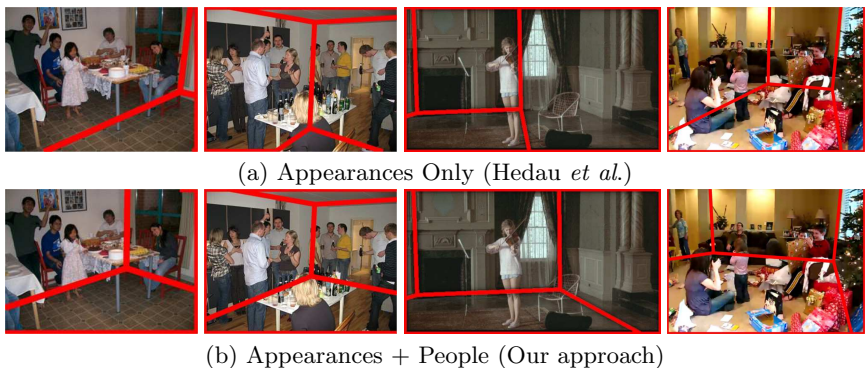 (a) Appearances Only (Hedau et al.)
(b) Appearances + People (Our approach)